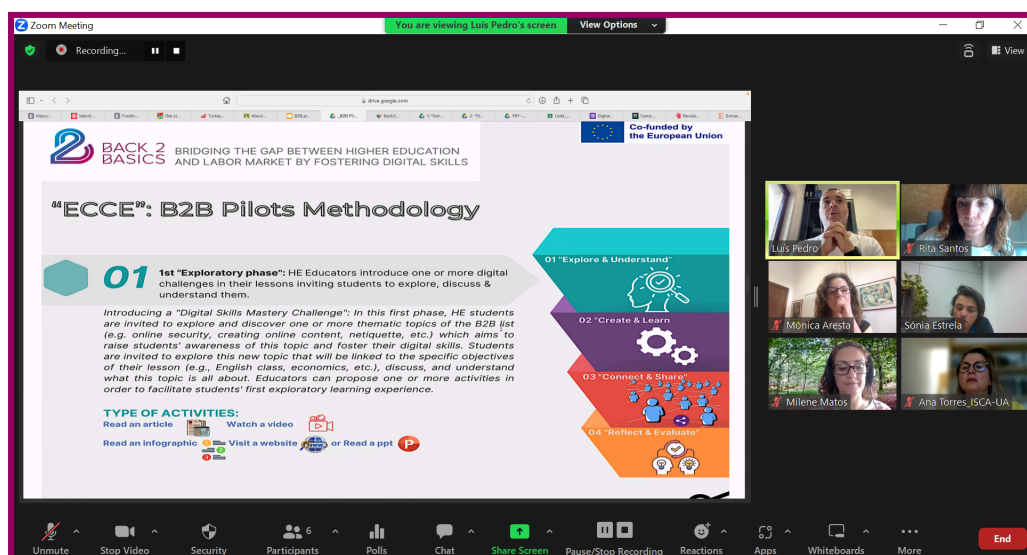 Zoom Meeting
You are viewing Luís Pedro's screen
View Options
Recording...
View
drive.google.com
BACK 2
BASICS
BRIDGING THE GAP BETWEEN HIGHER EDUCATION
AND LABOR MARKET BY FOSTERING DIGITAL SKILLS
Co-funded by
the European Union
"ECCE": B2B Pilots Methodology
01
1st "Exploratory phase": HE Educators introduce one or more digital
challenges in their lessons inviting students to explore, discuss &
understand them.
Introducing a "Digital Skills Mastery Challenge": In this first phase, HE students
are invited to explore and discover one or more thematic topics of the B2B list
(e.g. online security, creating online content, netiquette, etc.) which aims to
raise students' awareness of this topic and foster their digital skills. Students
are invited to explore this new topic that will be linked to the specific objectives
of their lesson (e.g., English class, economics, etc.), discuss, and understand
what this topic is all about. Educators can propose one or more activities in
order to facilitate students' first exploratory learning experience.
TYPE OF ACTIVITIES:
Read an article
Watch a video
Read an infographic
Visit a website
or Read a ppt
01 "Explore & Understand"
02 "Create & Learn
03 "Connect & Share"
04 "Reflect & Evaluate"
Luís Pedro
Rita Santos
Mónica Aresta
Sónia Estrela
Milene Matos
Ana Torres_ISCA-UA
Unmute
Stop Video
Security
6
Participants
Polls
Chat
Share Screen
Pause/Stop Recording
Reactions
Apps
Whiteboards
More
End